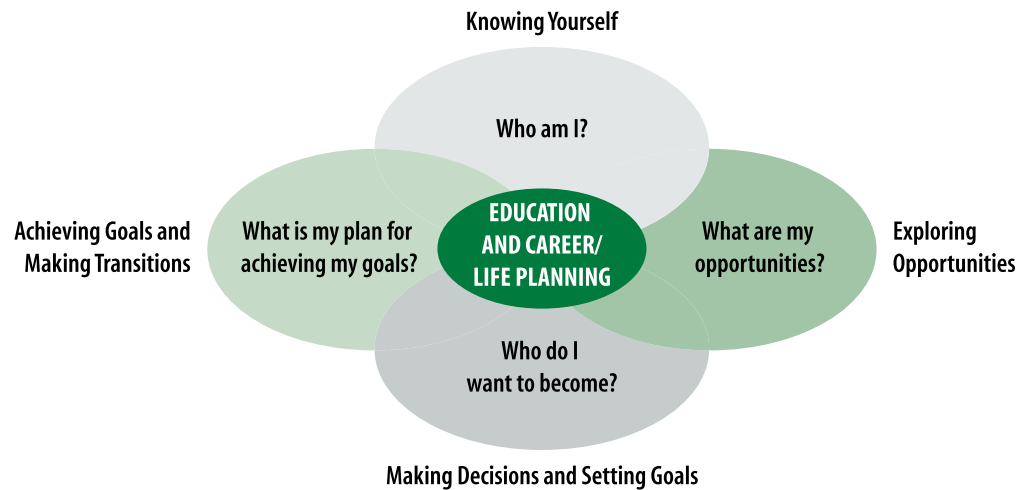 Knowing Yourself
Who am I?
Achieving Goals and
Making Transitions
What is my plan for
achieving my goals?
EDUCATION
AND CAREER/
LIFE PLANNING
What are my
opportunities?
Exploring
Opportunities
Who do I
want to become?
Making Decisions and Setting Goals